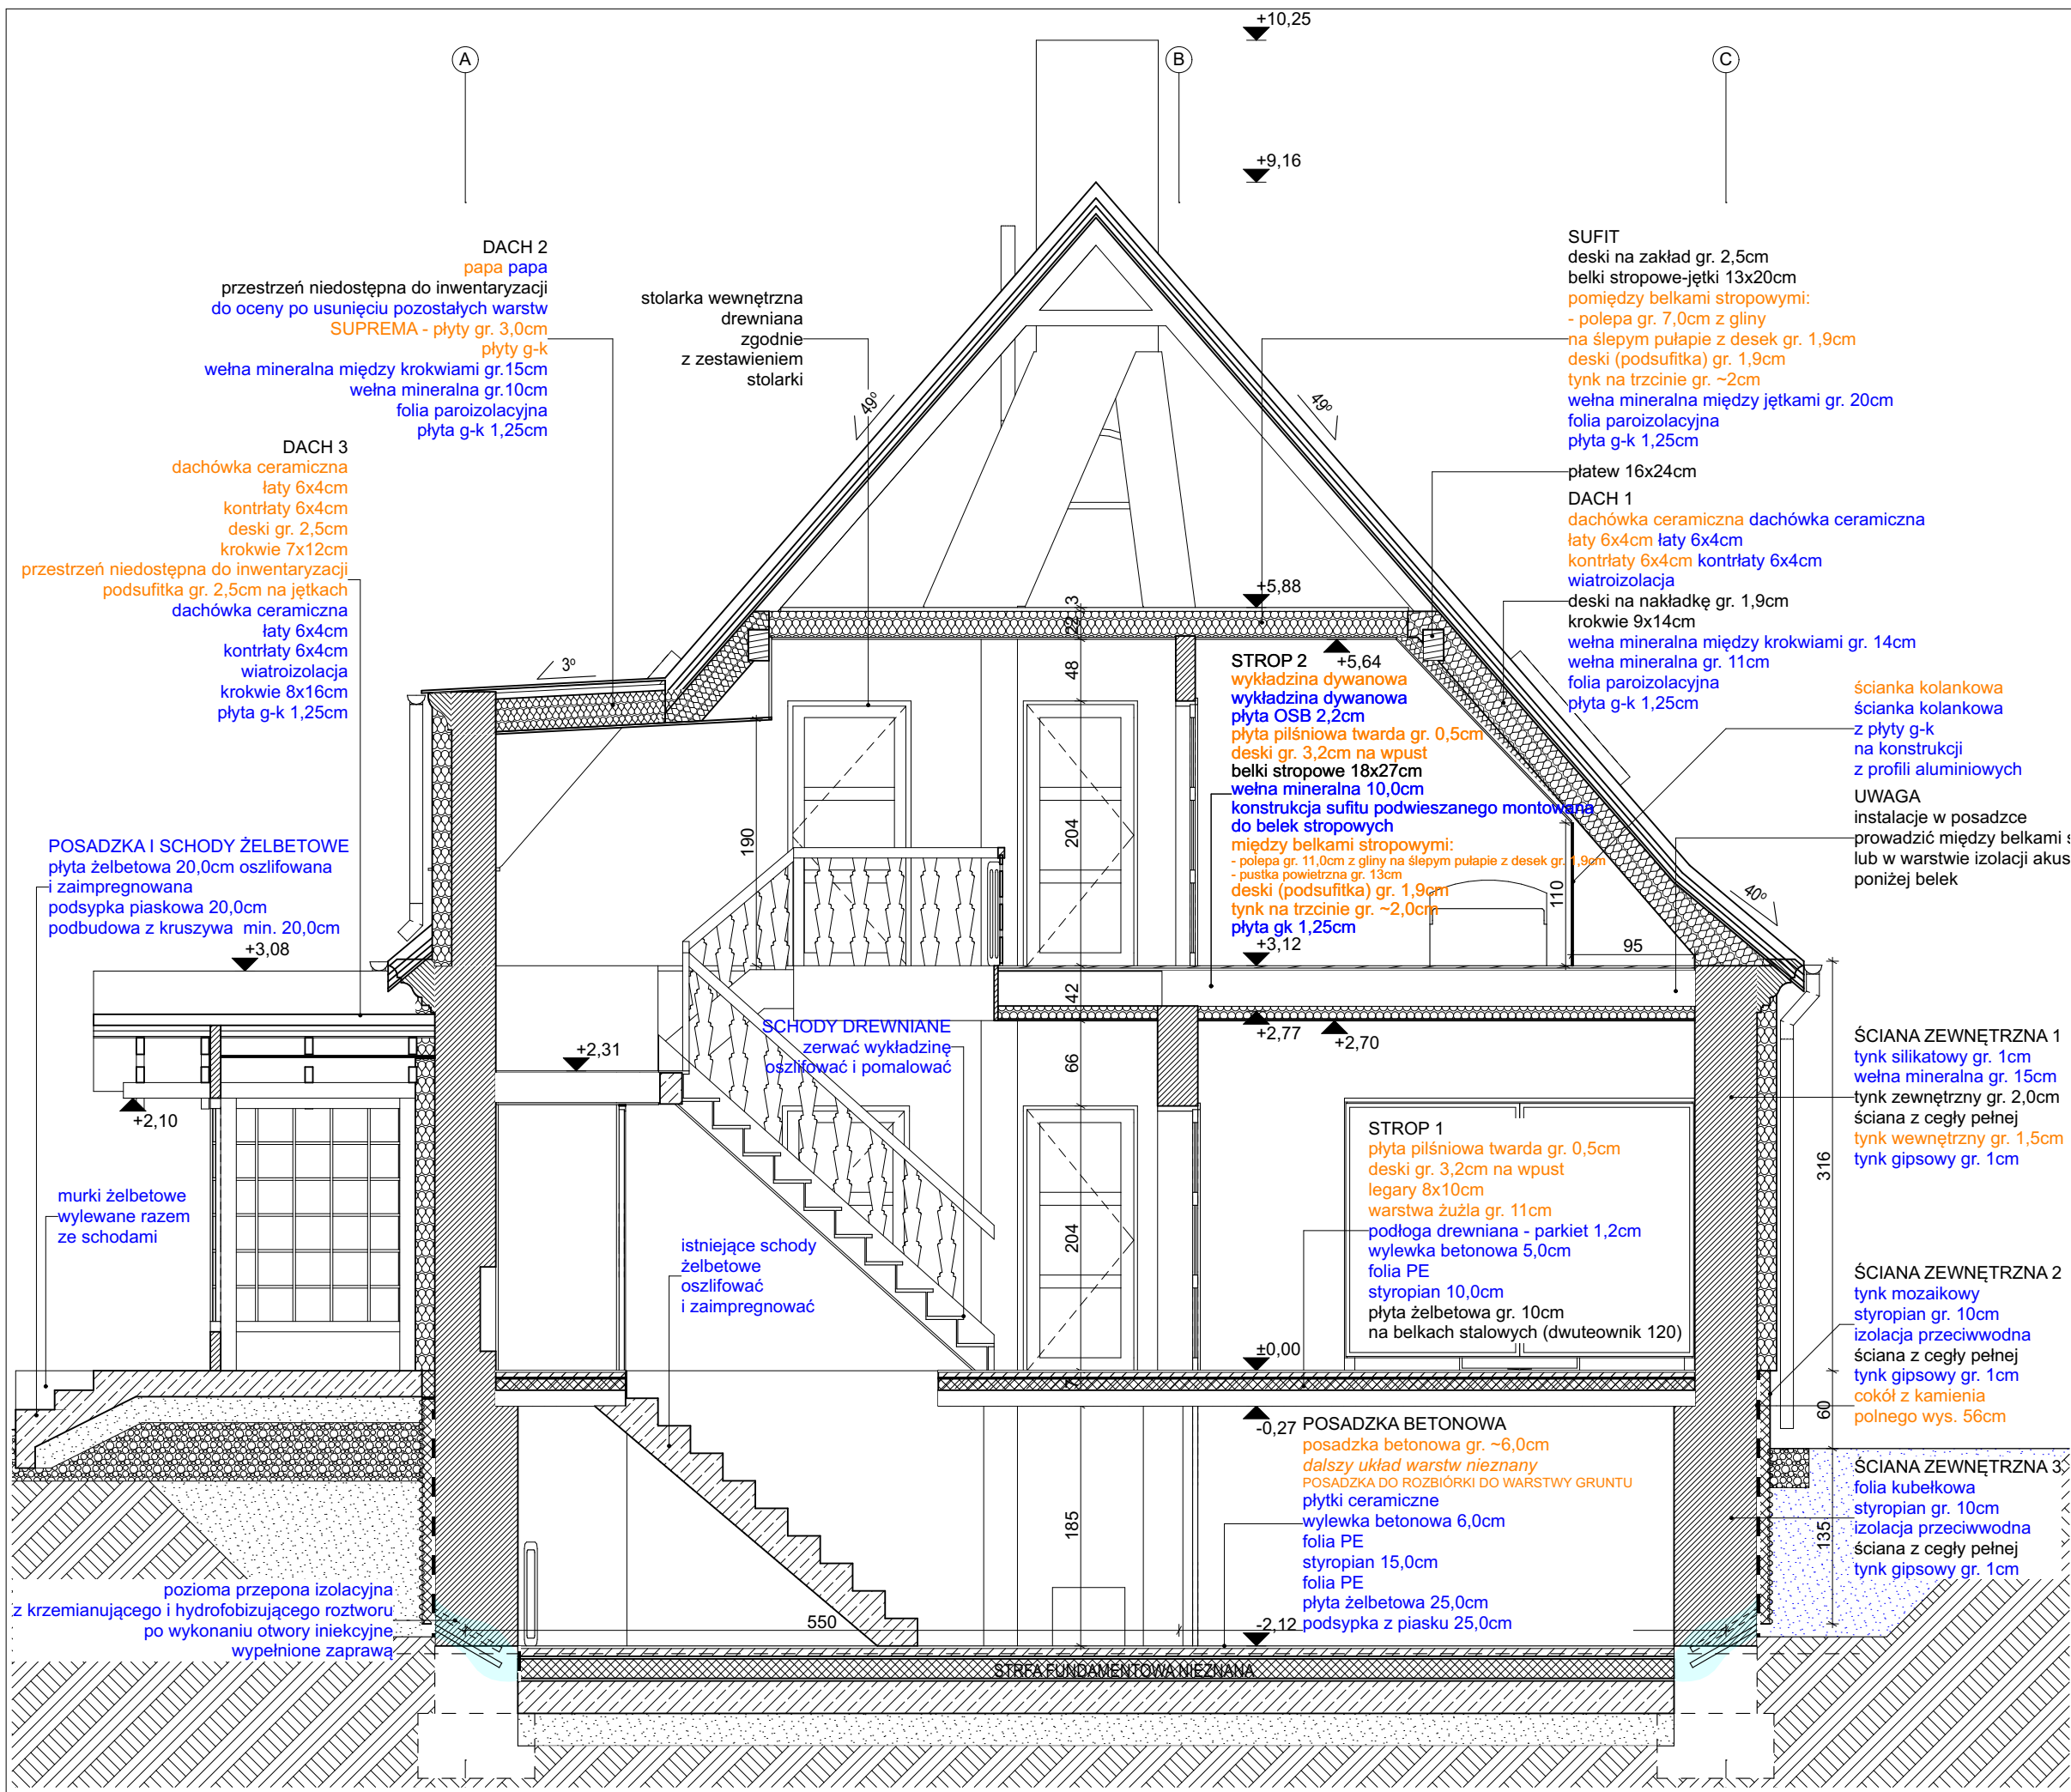 +10,25
A
B
C
+9,16
DACH 2
papa papa
przestrzeń niedostępna do inwentaryzacji
do oceny po usunięciu pozostałych warstw
SUPREMA - płyty gr. 3,0cm
płyty g-k
wełna mineralna między krokwiami gr.15cm
wełna mineralna gr.10cm
folia paroizolacyjna
płyta g-k 1,25cm
stolarka wewnętrzna
drewniana
zgodnie
z zestawieniem
stolarki
49º
49º
SUFIT
deski na zakład gr. 2,5cm
belki stropowe-jętki 13x20cm
pomiędzy belkami stropowymi:
- polepa gr. 7,0cm z gliny
na ślepym pułapie z desek gr. 1,9cm
deski (podsufitka) gr. 1,9cm
tynk na trzcinie gr. ~2cm
wełna mineralna między jętkami gr. 20cm
folia paroizolacyjna
płyta g-k 1,25cm
płatew 16x24cm
DACH 3
dachówka ceramiczna
łaty 6x4cm
kontrłaty 6x4cm
deski gr. 2,5cm
krokwie 7x12cm
przestrzeń niedostępna do inwentaryzacji
podsufitka gr. 2,5cm na jętkach
dachówka ceramiczna
łaty 6x4cm
kontrłaty 6x4cm
wiatroizolacja
krokwie 8x16cm
płyta g-k 1,25cm
DACH 1
dachówka ceramiczna dachówka ceramiczna
łaty 6x4cm łaty 6x4cm
kontrłaty 6x4cm kontrłaty 6x4cm
wiatroizolacja
deski na nakładkę gr. 1,9cm
krokwie 9x14cm
wełna mineralna między krokwiami gr. 14cm
wełna mineralna gr. 11cm
folia paroizolacyjna
płyta g-k 1,25cm
+5,88
3
22
3º
48
+5,64
STROP 2
wykładzina dywanowa
wykładzina dywanowa
płyta OSB 2,2cm
płyta pilśniowa twarda gr. 0,5cm
deski gr. 3,2cm na wpust
belki stropowe 18x27cm
wełna mineralna 10,0cm
konstrukcja sufitu podwieszanego montowana
do belek stropowych
między belkami stropowymi:
- polepa gr. 11,0cm z gliny na ślepym pułapie z desek gr. 1,9cm
- pustka powietrzna gr. 13cm
deski (podsufitka) gr. 1,9cm
tynk na trzcinie gr. ~2,0cm
płyta gk 1,25cm
ścianka kolankowa
ścianka kolankowa
z płyty g-k
na konstrukcji
z profili aluminiowych
UWAGA
instalacje w posadzce
prowadzić między belkami s
lub w warstwie izolacji akus
poniżej belek
190
204
110
40º
95
POSADZKA I SCHODY ŻELBETOWE
płyta żelbetowa 20,0cm oszlifowana
i zaimpregnowana
podsypka piaskowa 20,0cm
podbudowa z kruszywa min. 20,0cm
+3,08
+3,12
42
SCHODY DREWNIANE
zerwać wykładzinę
oszlifować i pomalować
+2,31
+2,77
+2,70
66
+2,10
ŚCIANA ZEWNĘTRZNA 1
tynk silikatowy gr. 1cm
wełna mineralna gr. 15cm
tynk zewnętrzny gr. 2,0cm
ściana z cegły pełnej
tynk wewnętrzny gr. 1,5cm
tynk gipsowy gr. 1cm
316
STROP 1
płyta pilśniowa twarda gr. 0,5cm
deski gr. 3,2cm na wpust
legary 8x10cm
warstwa żużla gr. 11cm
podłoga drewniana - parkiet 1,2cm
wylewka betonowa 5,0cm
folia PE
styropian 10,0cm
płyta żelbetowa gr. 10cm
na belkach stalowych (dwuteownik 120)
murki żelbetowe
wylewane razem
ze schodami
istniejące schody
żelbetowe
oszlifować
i zaimpregnować
204
ŚCIANA ZEWNĘTRZNA 2
tynk mozaikowy
styropian gr. 10cm
izolacja przeciwwodna
ściana z cegły pełnej
tynk gipsowy gr. 1cm
cokół z kamienia
polnego wys. 56cm
±0,00
7
60
-0,27
POSADZKA BETONOWA
posadzka betonowa gr. ~6,0cm
dalszy układ warstw nieznany
POSADZKA DO ROZBIÓRKI DO WARSTWY GRUNTU
płytki ceramiczne
wylewka betonowa 6,0cm
folia PE
styropian 15,0cm
folia PE
płyta żelbetowa 25,0cm
podsypka z piasku 25,0cm
185
ŚCIANA ZEWNĘTRZNA 3
folia kubełkowa
styropian gr. 10cm
izolacja przeciwwodna
ściana z cegły pełnej
tynk gipsowy gr. 1cm
135
pozioma przepona izolacyjna
z krzemianującego i hydrofobizującego roztworu
po wykonaniu otwory iniekcyjne
wypełnione zaprawą
550
-2,12
STRFA FUNDAMENTOWA NIEZNANA